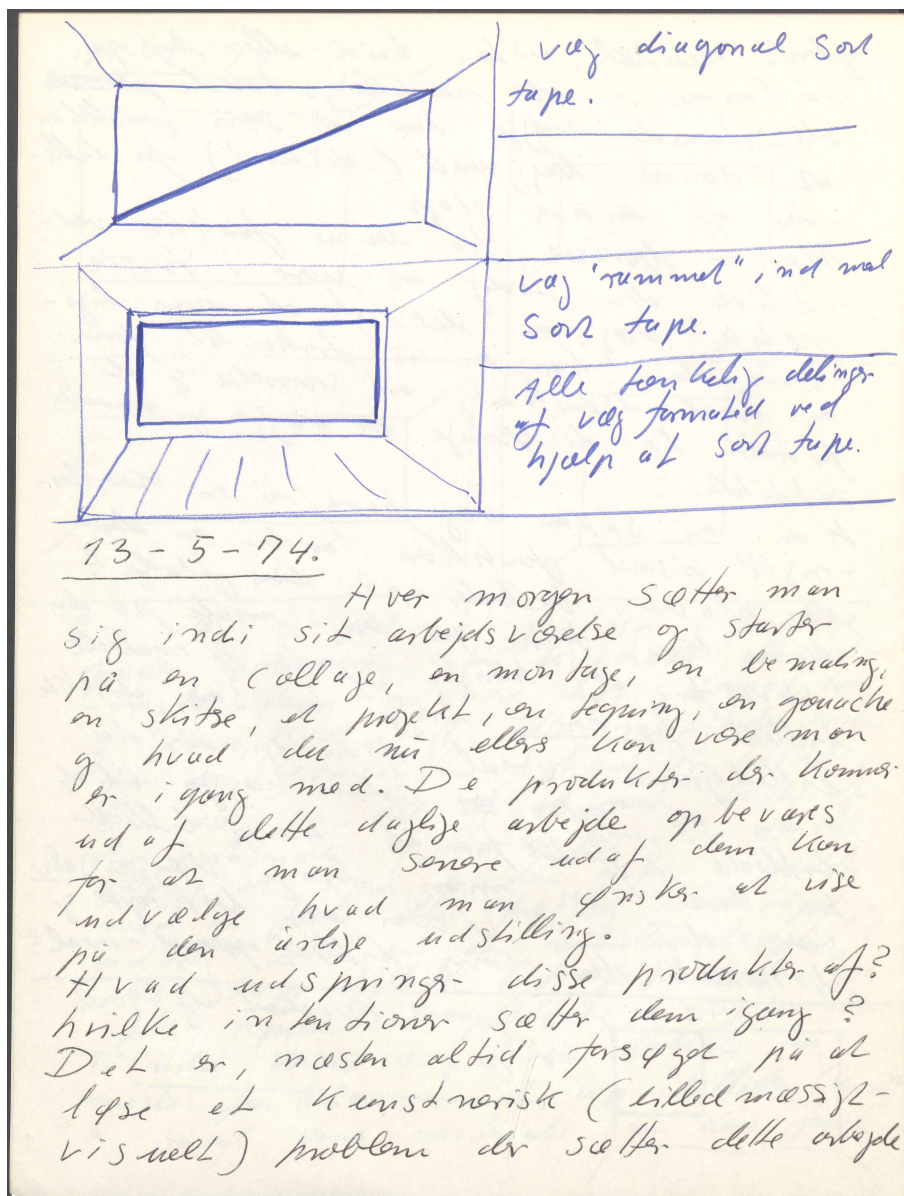 væg diagonal sort
tape.
væg "rammet" ind med
sort tape.
Alle tænkelig delinger
af væg formatid ved
hjælp af sort tape.
13-5-74.
Hver morgen sætter man
sig indi sit arbejdsværelse og starter
på en collage, en montage, en bemaling,
en skitse, et projekt, en tegning, en gouache
og hvad det nu ellers kan være man
er igang med. De produkter der kommer
ud af dette daglige arbejde opbevares
for at man senere udaf dem kan
udvælge hvad man ønsker at vise
på den årlige udstilling.
Hvad udspringer disse produkter af?
hvilke intentioner sætter dem igang?
Det er, næsten altid forsøget på at
løse et kunstnerisk (billedmæssigt-
visuelt) problem der sætter dette arbejde